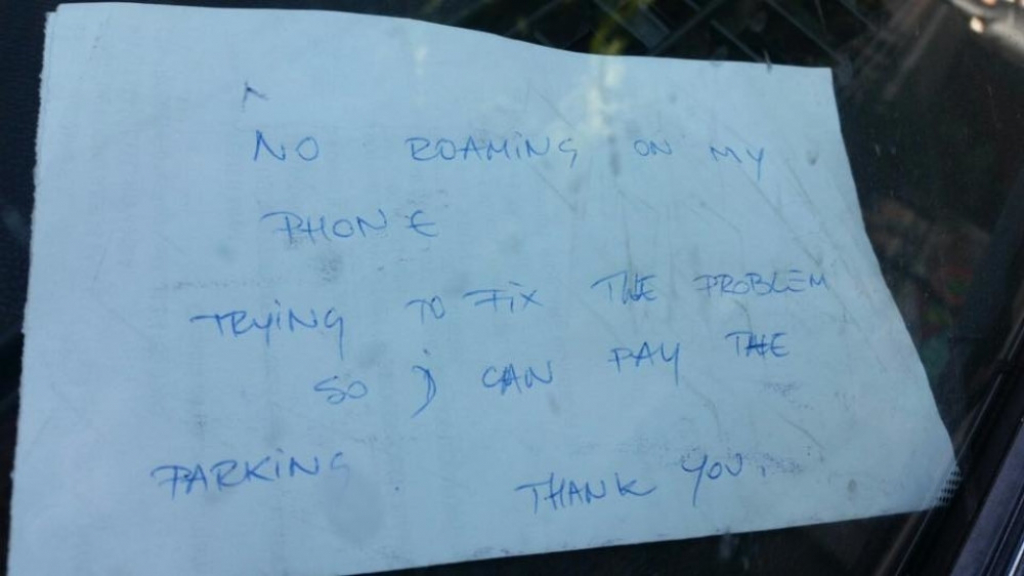 NO ROAMING ON MY
PHONE
TRYING TO FIX THE PROBLEM
SO I CAN PAY THE
PARKING. THANK YOU.